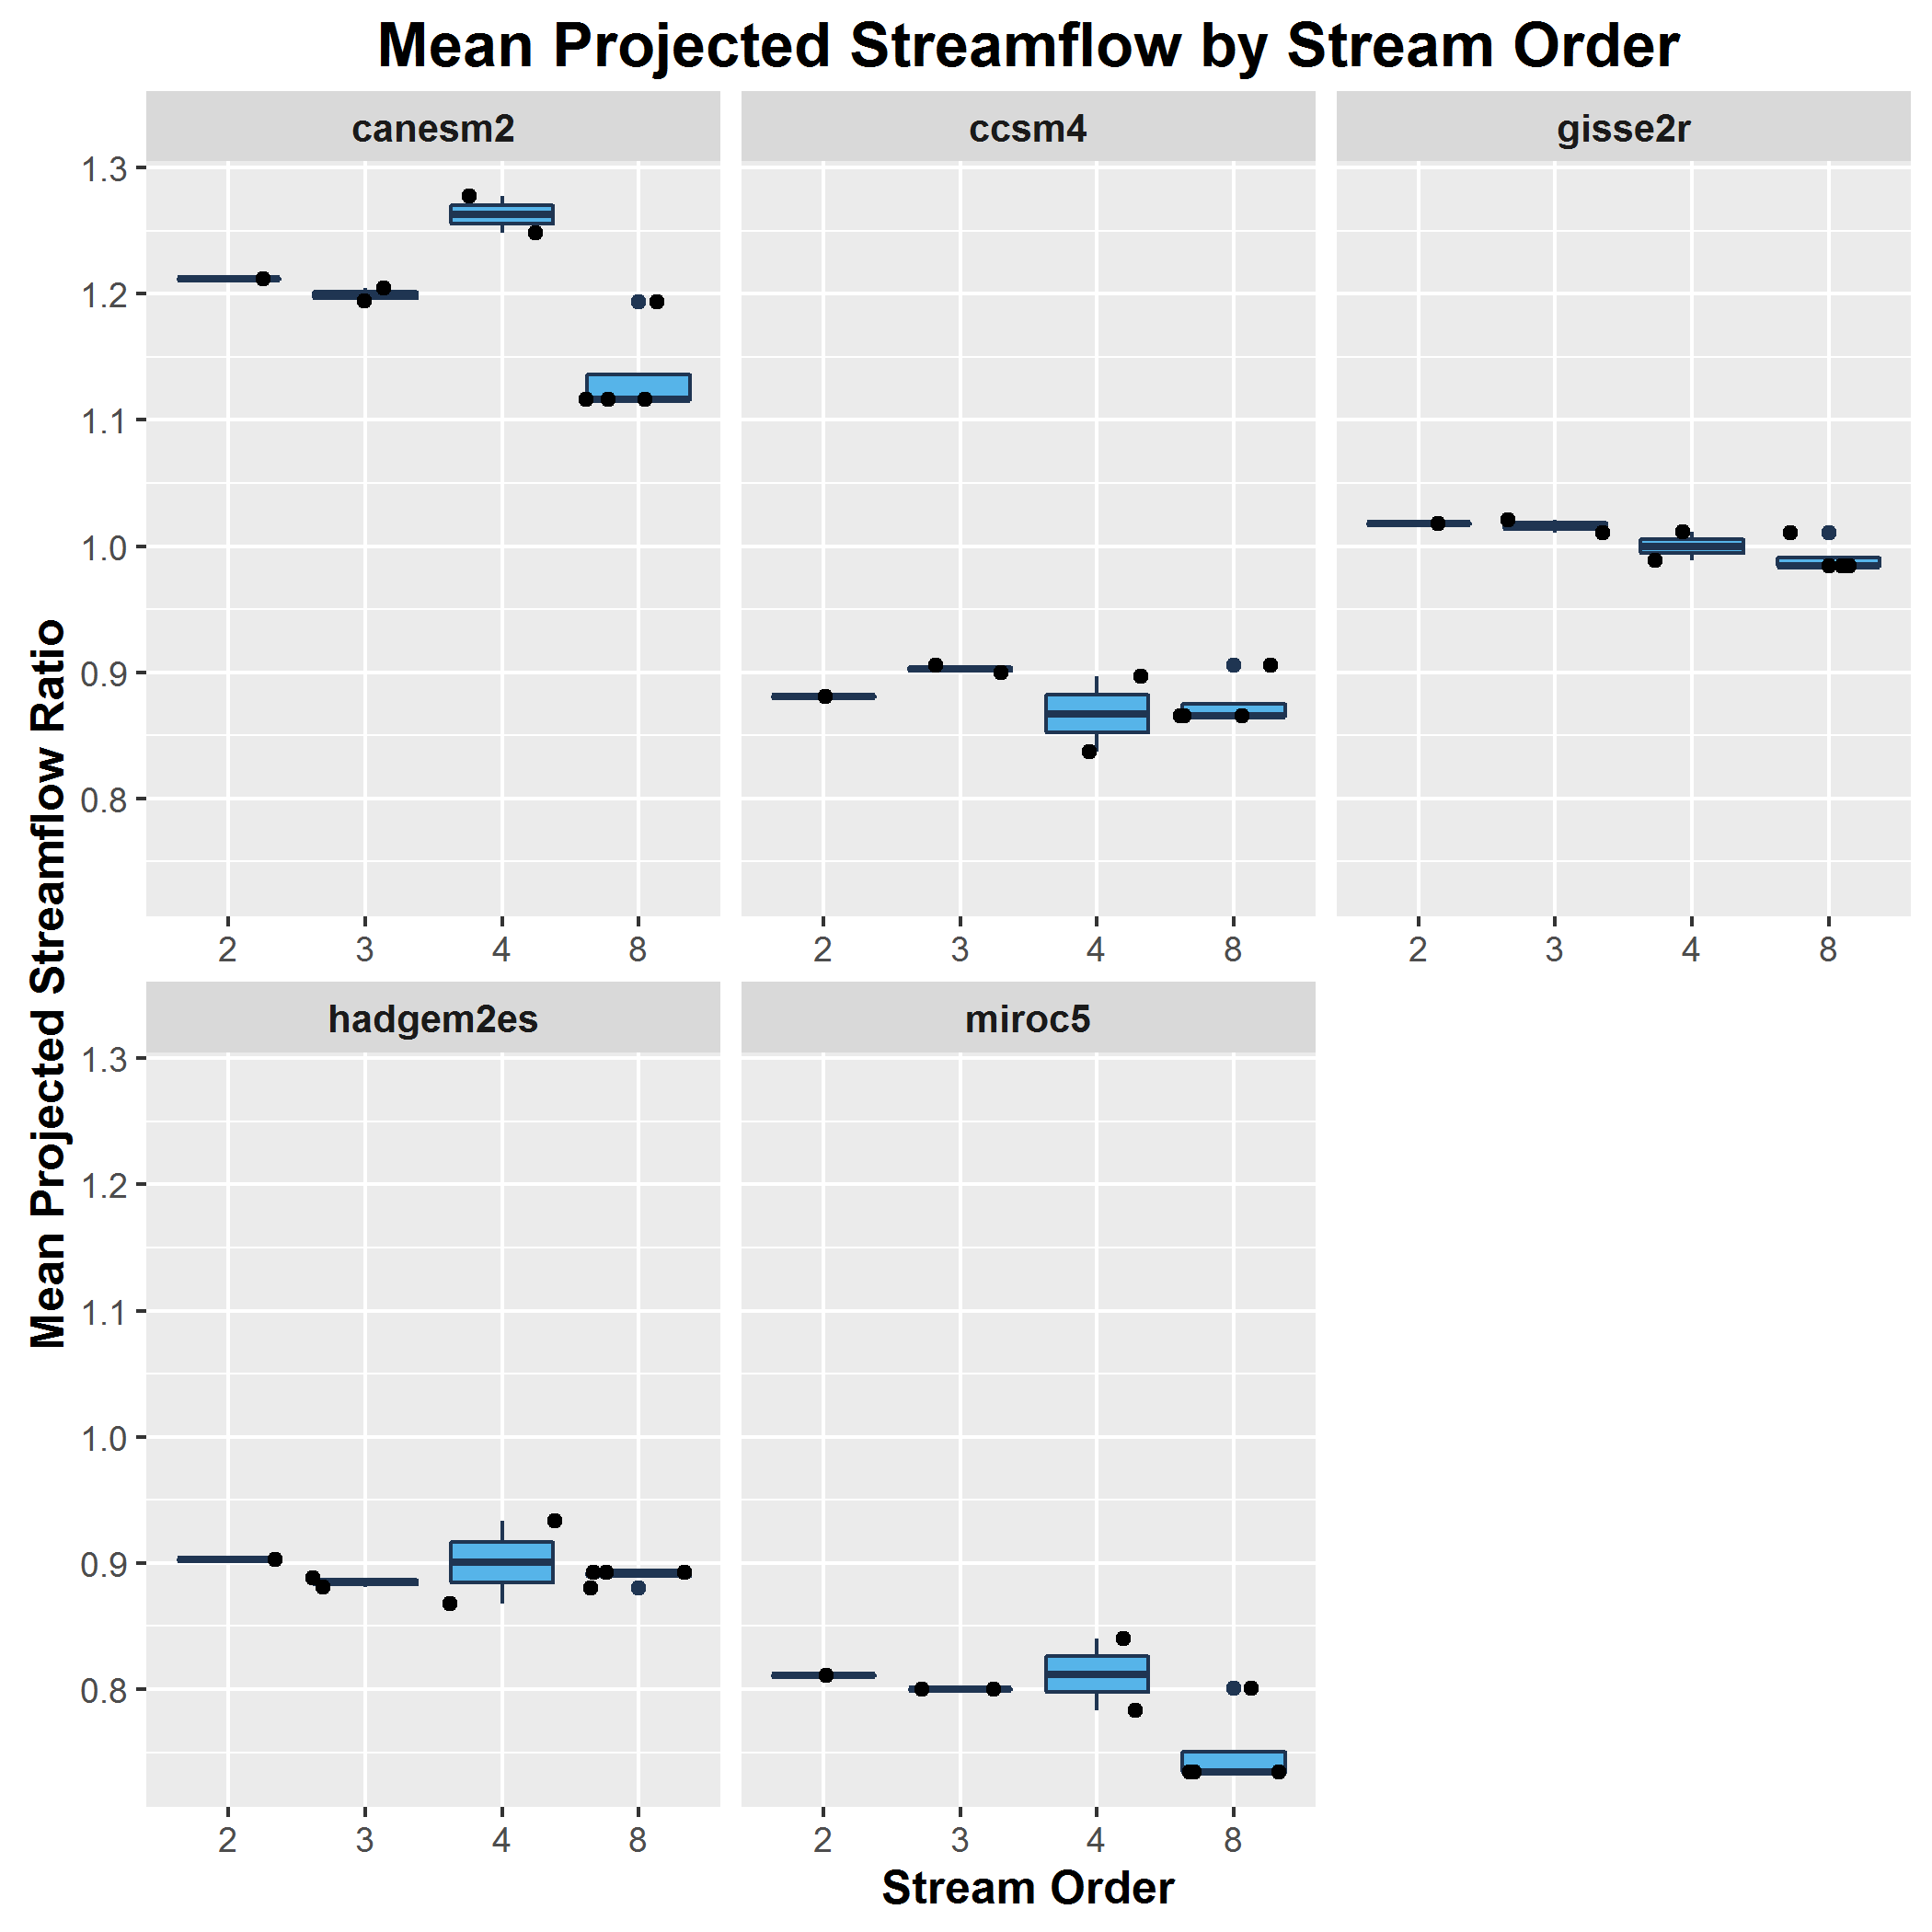 Mean Projected Streamflow by Stream Order
canesm2
ccsm4
gisse2r
Mean Projected Streamflow Ratio
1.3
1.2
1.1
1.0
0.9
0.8
2 3 4 8
2 3 4 8
2 3 4 8
hadgem2es
miroc5
1.3
1.2
1.1
1.0
0.9
0.8
2 3 4 8
2 3 4 8
Stream Order